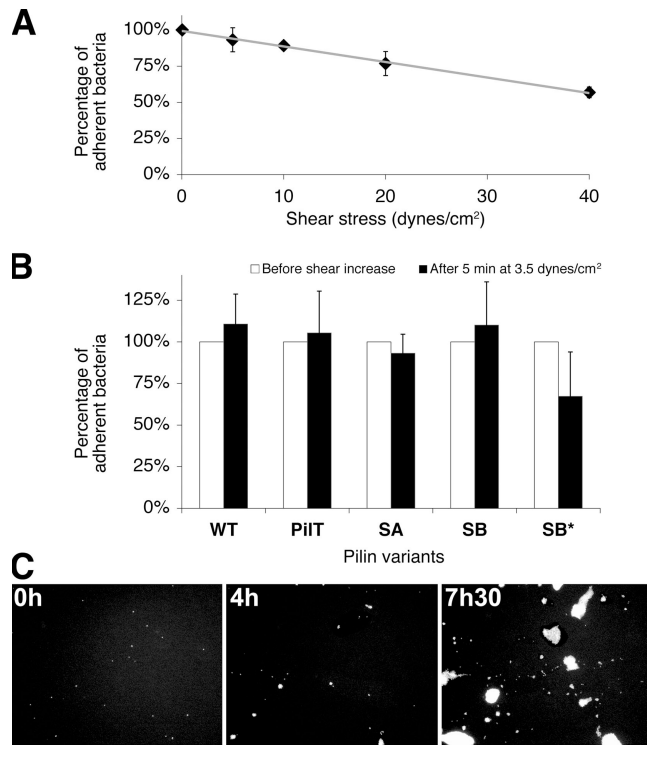 A
Percentage of
adherent bacteria
100%
75%
50%
25%
0%
0 10 20 30 40
Shear stress (dynes/cm²)
B
Before shear increase After 5 min at 3.5 dynes/cm²
Percentage of
adherent bacteria
125%
100%
75%
50%
25%
0%
WT PilT SA SB SB*
Pilin variants
C
0h 4h 7h30